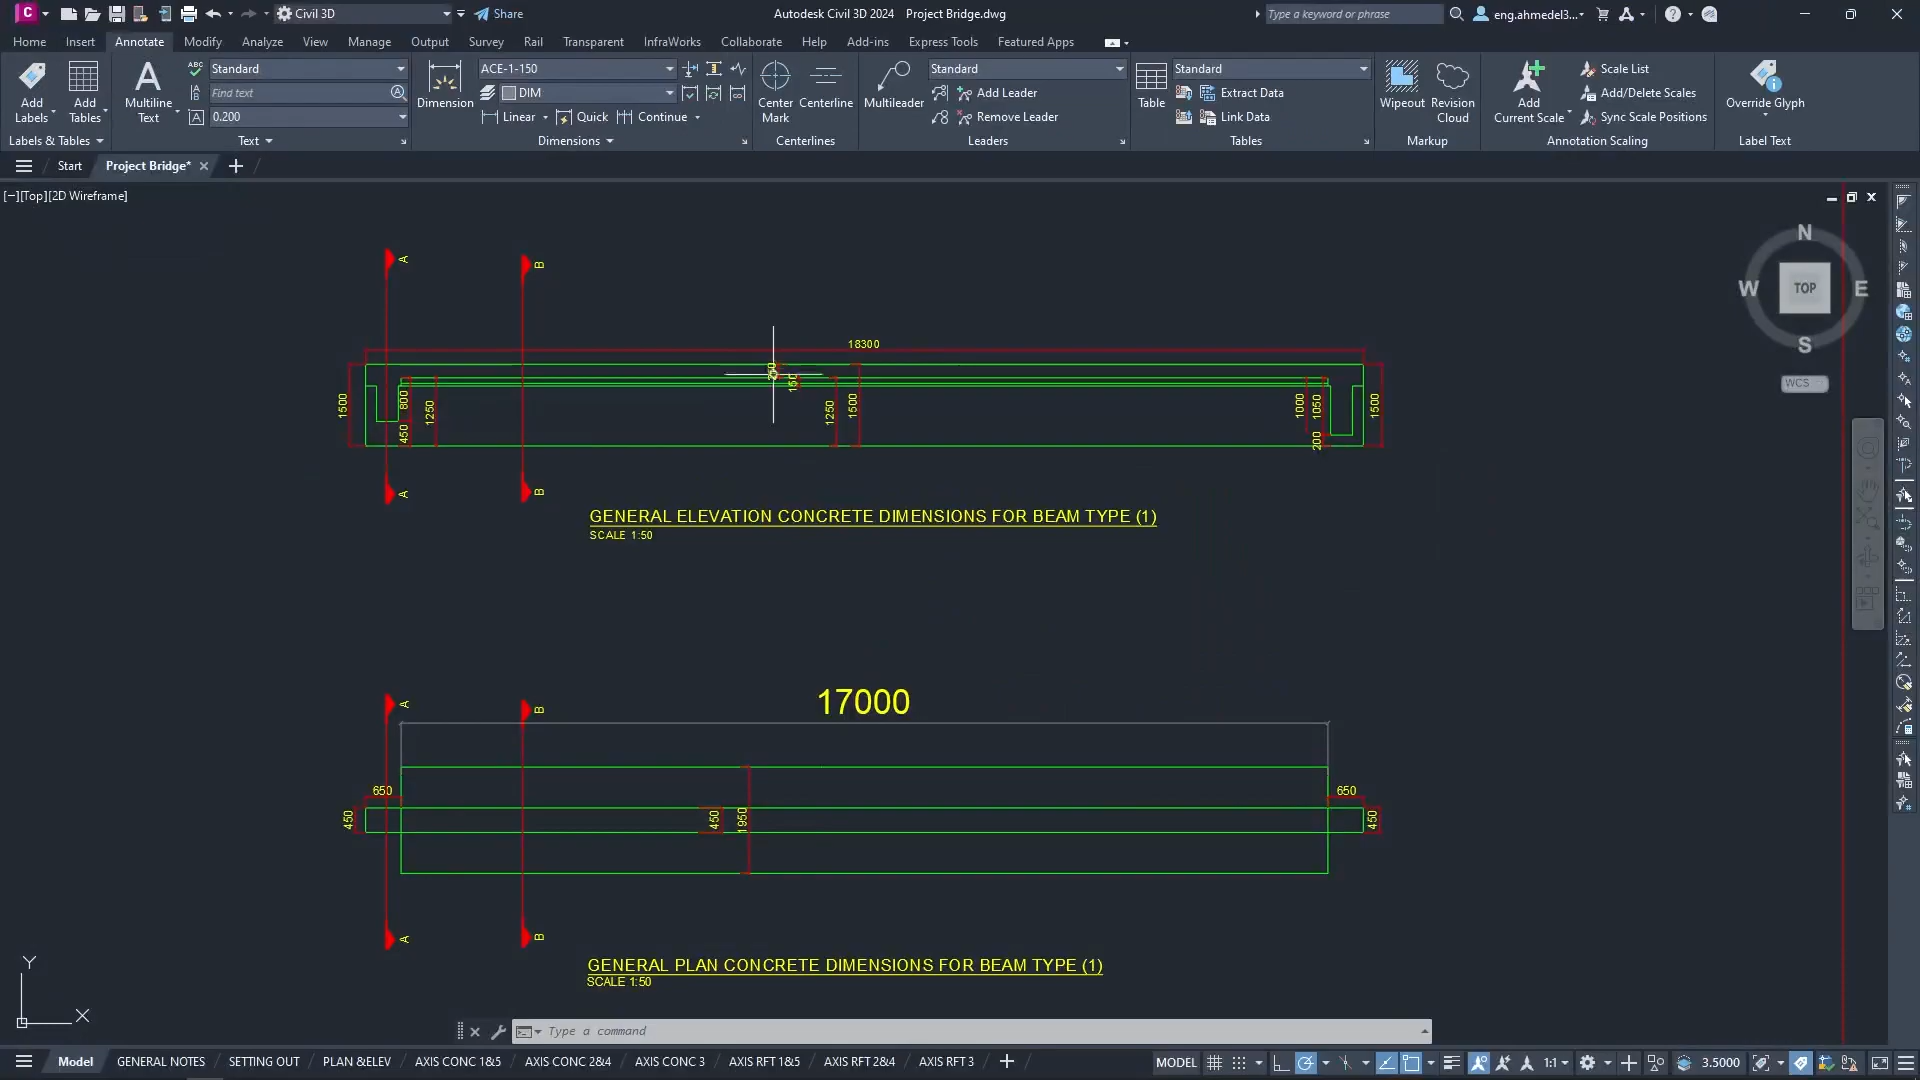 C
Civil 3D
Share
Autodesk Civil 3D 2024 Project Bridge.dwg
Type a keyword or phrase
eng.ahmedel3...
Home Insert Annotate Modify Analyze View Manage Output Survey Rail Transparent InfraWorks Collaborate Help Add-ins Express Tools Featured Apps
Add Labels
Add Tables
Labels & Tables
Multiline Text
ABC
Standard
Find text
0.200
Text
Dimension
ACE-1-150
DIM
Linear Quick Continue
Dimensions
Center Mark
Centerline
Centerlines
Multileader
Standard
Add Leader
Remove Leader
Leaders
Table
Standard
Extract Data
Link Data
Tables
Wipeout
Revision Cloud
Markup
Add Current Scale
Scale List
Add/Delete Scales
Sync Scale Positions
Annotation Scaling
Override Glyph
Label Text
Start
Project Bridge*
[−][Top][2D Wireframe]
N
W TOP E
S
WCS
A B
18300
1500 800 450 1250 250 150 1250 1500 1000 1050 200 1500
A B
GENERAL ELEVATION CONCRETE DIMENSIONS FOR BEAM TYPE (1)
SCALE 1:50
A B
17000
650 650
450 450 1950 450
A B
GENERAL PLAN CONCRETE DIMENSIONS FOR BEAM TYPE (1)
SCALE 1:50
Y
X
Type a command
Model GENERAL NOTES SETTING OUT PLAN &ELEV AXIS CONC 1&5 AXIS CONC 2&4 AXIS CONC 3 AXIS RFT 1&5 AXIS RFT 2&4 AXIS RFT 3
MODEL
1:1
3.5000